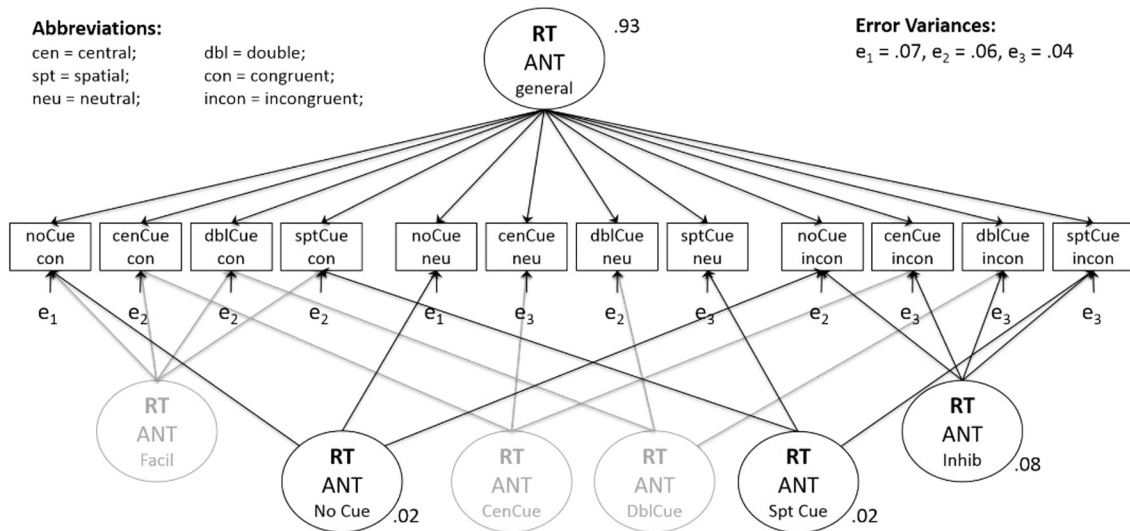 Abbreviations:
cen = central; dbl = double;
spt = spatial; con = congruent;
neu = neutral; incon = incongruent;
RT
ANT
general
.93
Error Variances:
e₁ = .07, e₂ = .06, e₃ = .04
noCue
con
cenCue
con
dblCue
con
sptCue
con
noCue
neu
cenCue
neu
dblCue
neu
sptCue
neu
noCue
incon
cenCue
incon
dblCue
incon
sptCue
incon
e₁
e₂
e₂
e₂
e₁
e₃
e₂
e₃
e₂
e₃
e₃
e₃
RT
ANT
Facil
RT
ANT
No Cue
.02
RT
ANT
CenCue
RT
ANT
DblCue
RT
ANT
Spt Cue
.02
RT
ANT
Inhib
.08